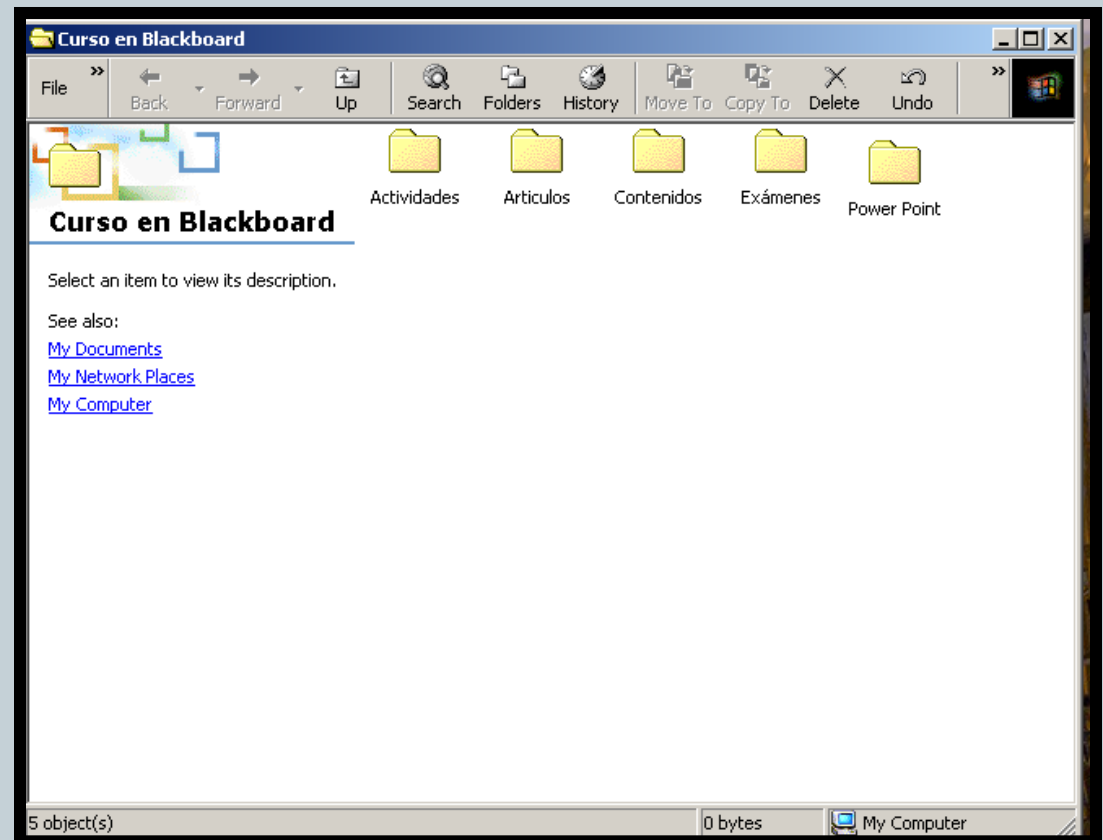 Curso en Blackboard
File » Back Forward Up Search Folders History Move To Copy To Delete Undo »
Actividades Articulos Contenidos Exámenes Power Point
Curso en Blackboard
Select an item to view its description.
See also:
My Documents
My Network Places
My Computer
5 object(s) 0 bytes My Computer